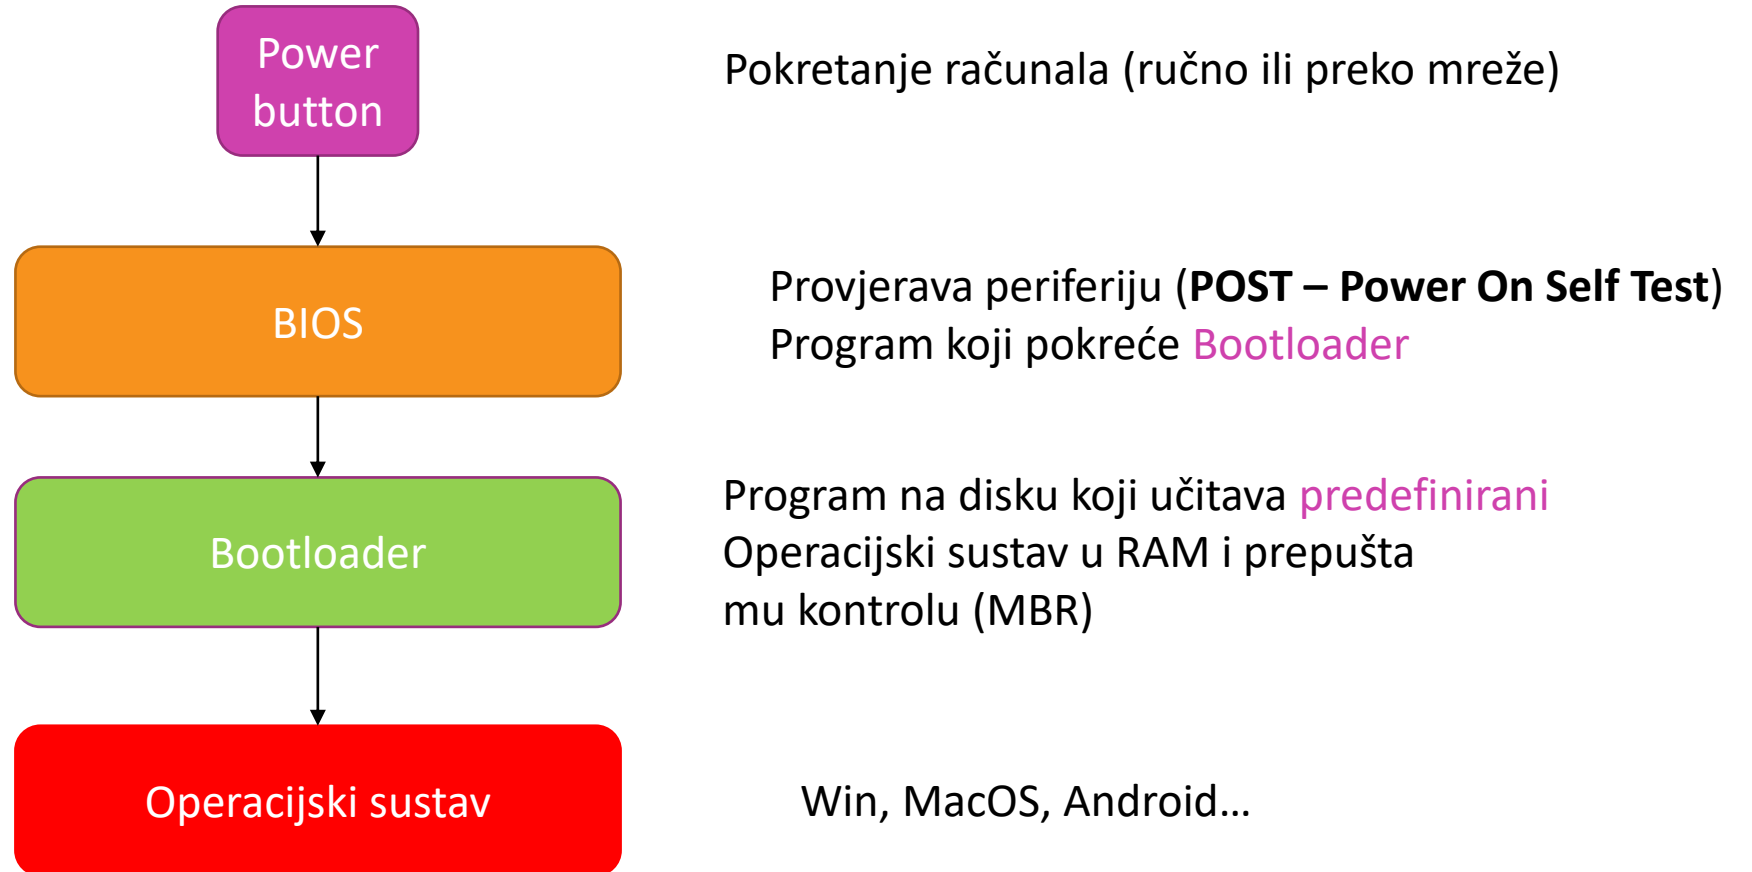 Power
button
Pokretanje računala (ručno ili preko mreže)
BIOS
Provjerava periferiju (POST – Power On Self Test)
Program koji pokreće Bootloader
Bootloader
Program na disku koji učitava predefinirani
Operacijski sustav u RAM i prepušta
mu kontrolu (MBR)
Operacijski sustav
Win, MacOS, Android…